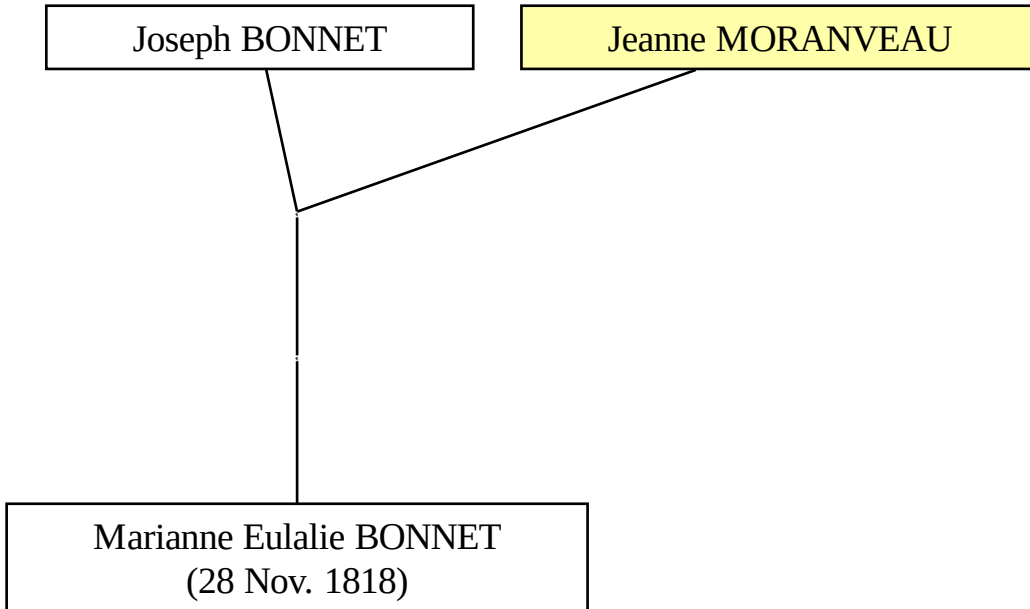 Joseph BONNET
Jeanne MORANVEAU
Marianne Eulalie BONNET
(28 Nov. 1818)